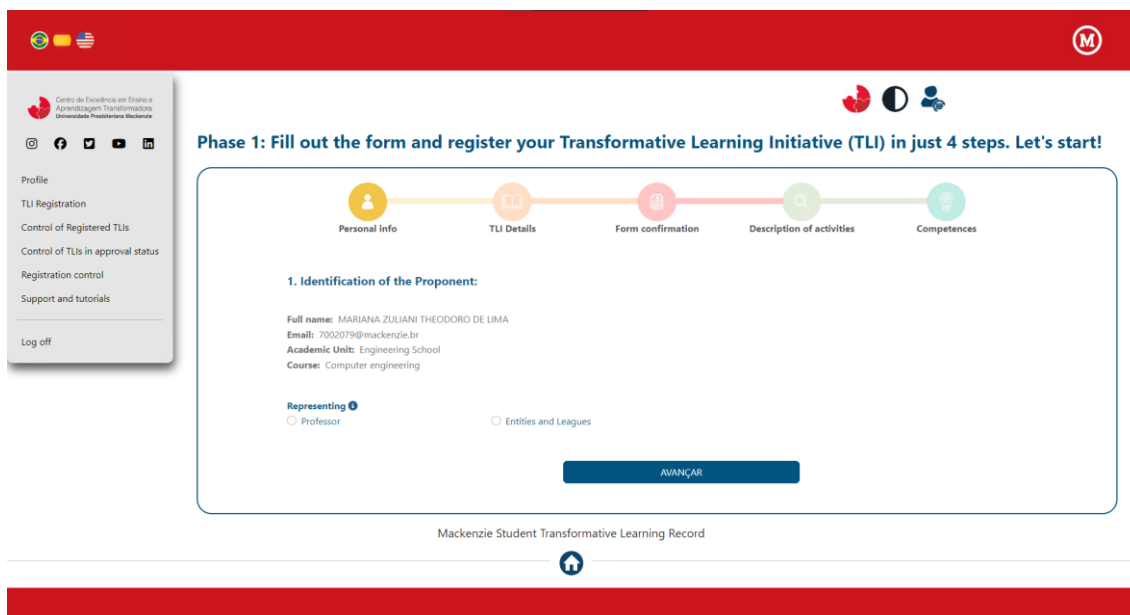 M
Centro de Excelência em Ensino e
Aprendizagem Transformadora
Universidade Presbiteriana Mackenzie
Profile
TLI Registration
Control of Registered TLIs
Control of TLIs in approval status
Registration control
Support and tutorials
Log off
Phase 1: Fill out the form and register your Transformative Learning Initiative (TLI) in just 4 steps. Let's start!
Personal info
TLI Details
Form confirmation
Description of activities
Competences
1. Identification of the Proponent:
Full name: MARIANA ZULIANI THEODORO DE LIMA
Email: 7002079@mackenzie.br
Academic Unit: Engineering School
Course: Computer engineering
Representing
Professor
Entities and Leagues
AVANÇAR
Mackenzie Student Transformative Learning Record